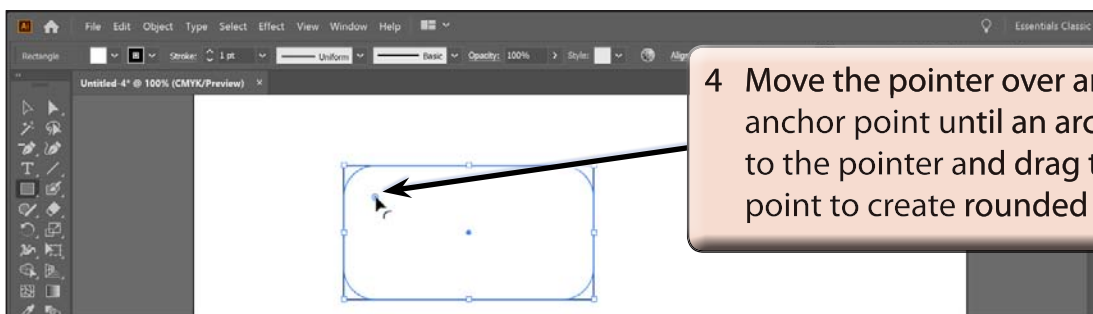 Ai File Edit Object Type Select Effect View Window Help Essentials Classic
Rectangle Stroke: 1 pt Uniform Basic Opacity: 100% Style:
Untitled-4* @ 100% (CMYK/Preview) ×
4 Move the pointer over
anchor point until an
to the pointer and drag
point to create rounded